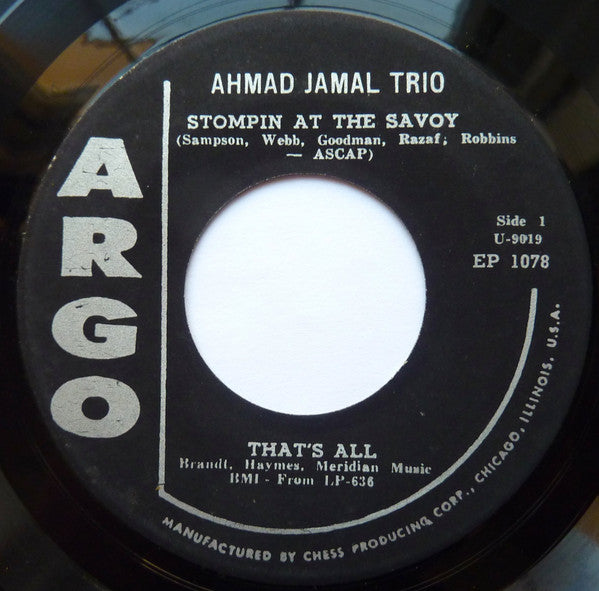 AHMAD JAMAL TRIO
STOMPIN AT THE SAVOY
(Sampson, Webb, Goodman, Razaf, Robbins
— ASCAP)
ARGO
Side 1
U-9019
EP 1078
THAT'S ALL
Brandt, Haymes, Meridian Music
BMI - From LP-636
MANUFACTURED BY CHESS PRODUCING CORP., CHICAGO, ILLINOIS, U.S.A.